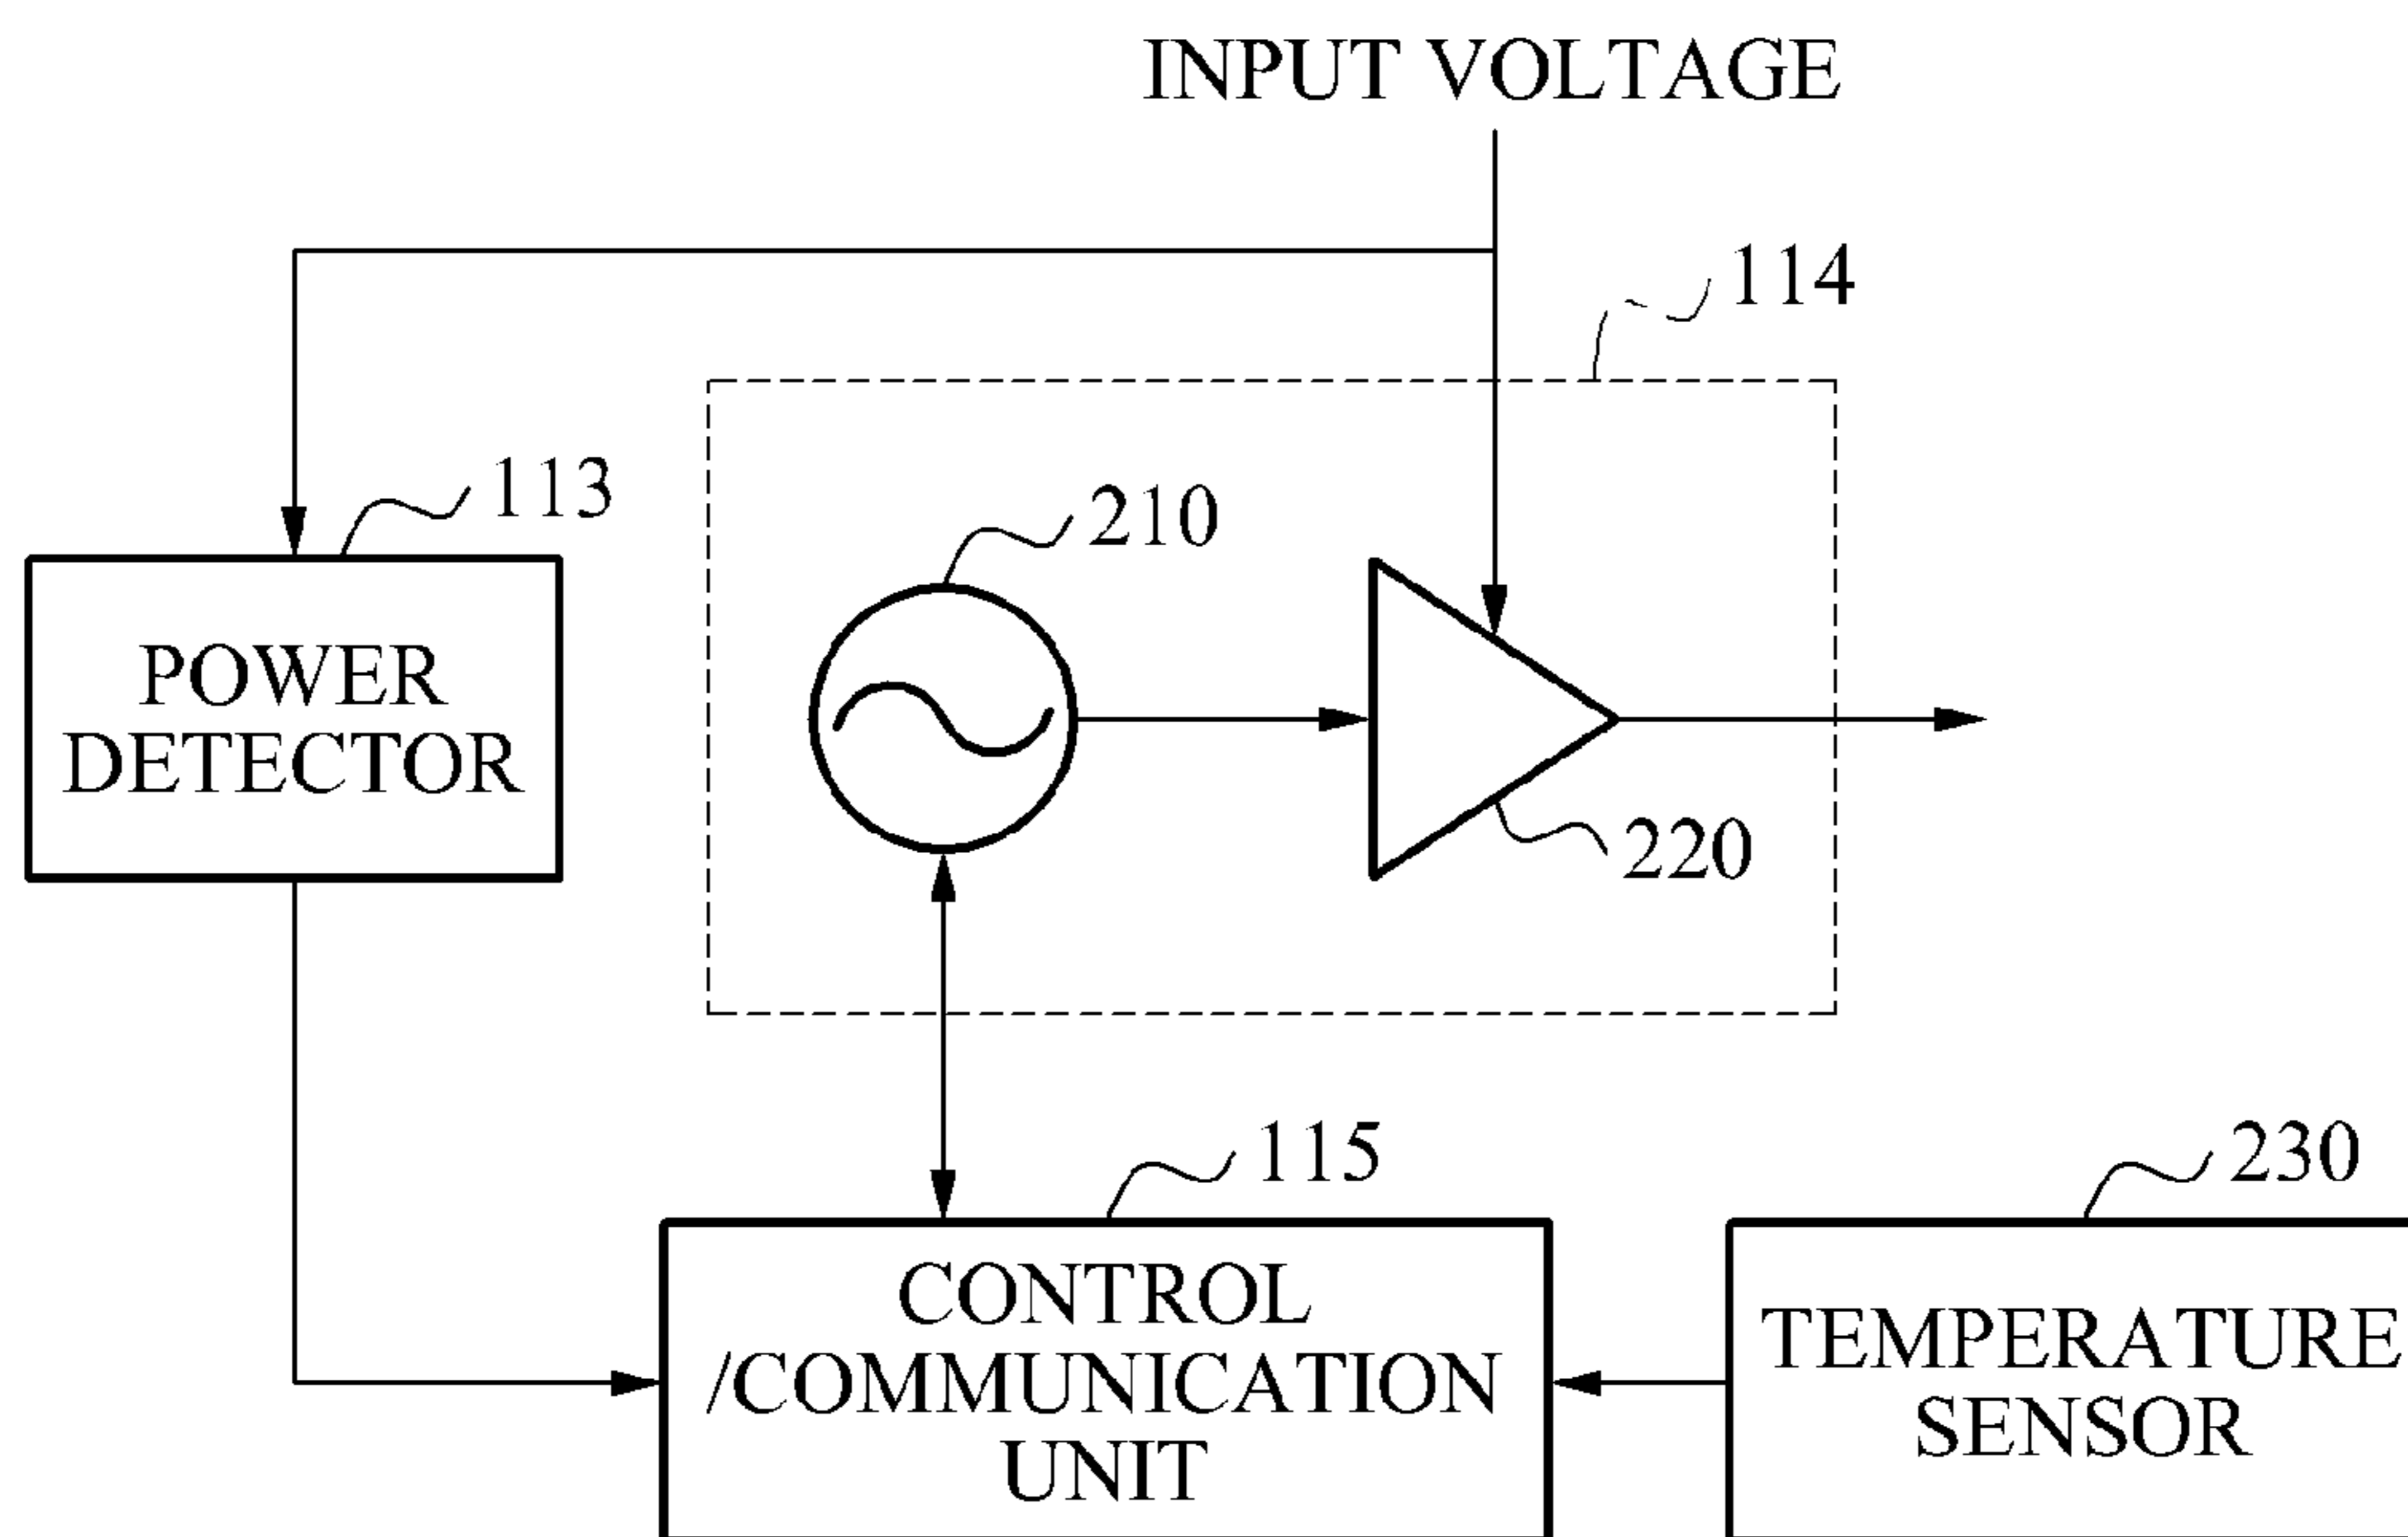 INPUT VOLTAGE
114
113
210
POWER
DETECTOR
220
115
230
CONTROL
/COMMUNICATION
UNIT
TEMPERATURE
SENSOR